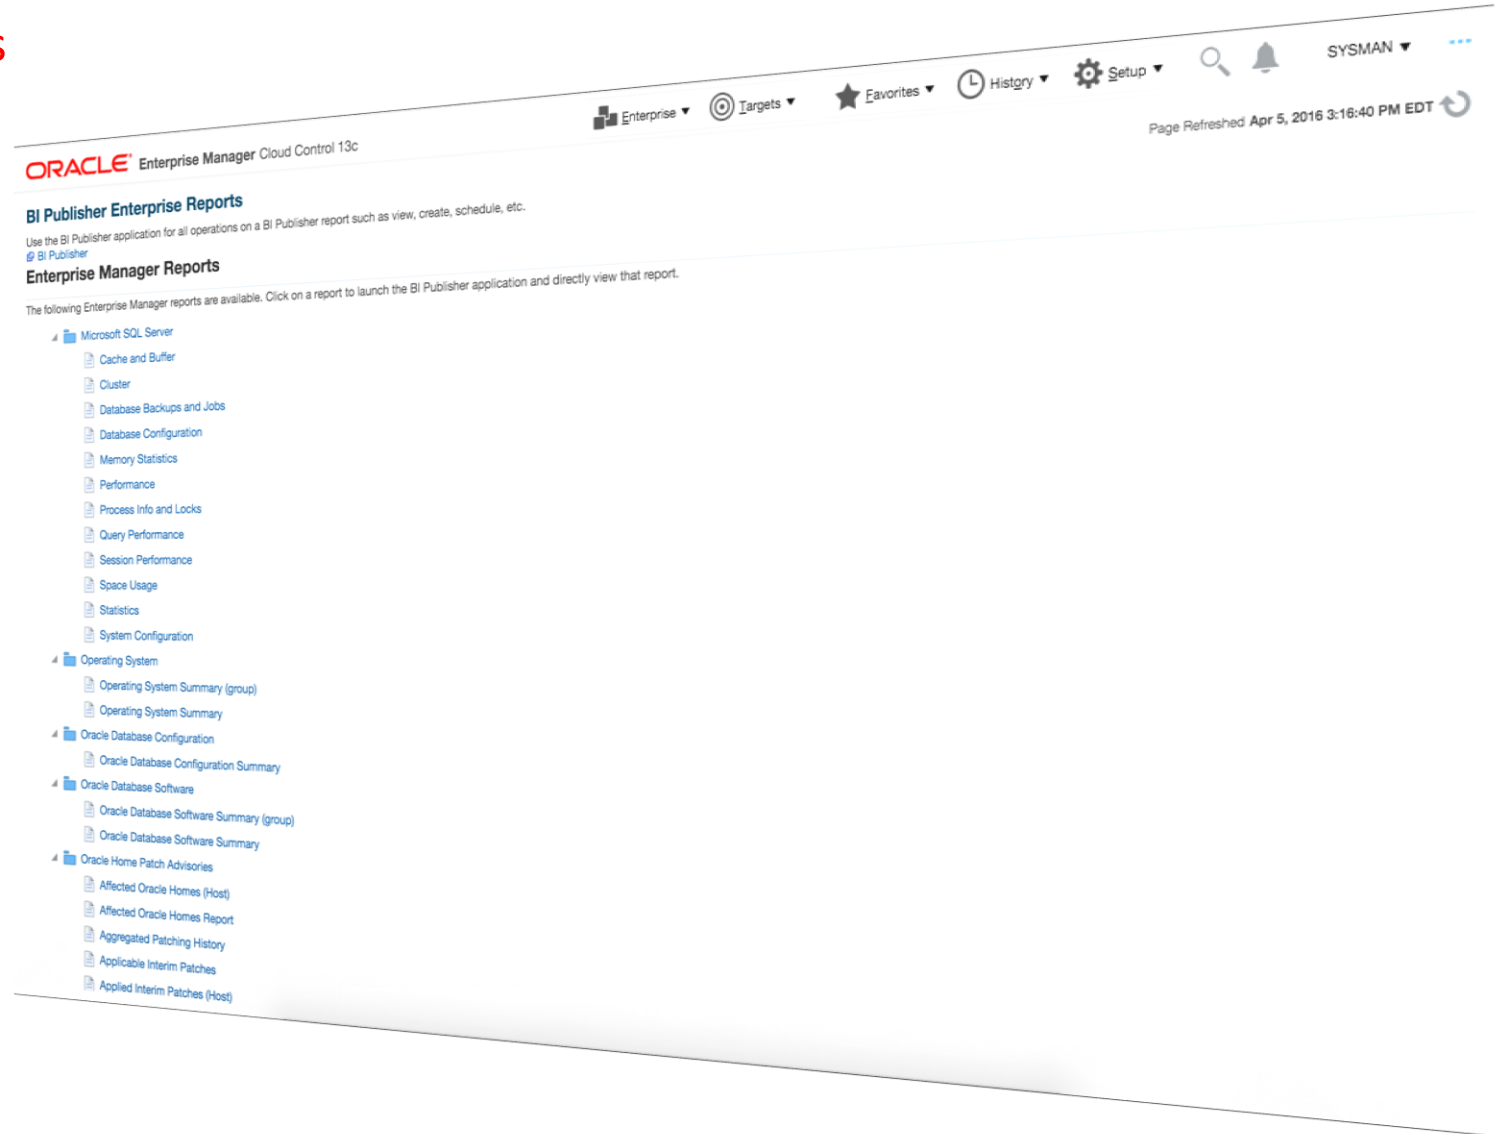 s
Enterprise Targets Favorites History Setup SYSMAN
ORACLE® Enterprise Manager Cloud Control 13c
Page Refreshed Apr 5, 2016 3:16:40 PM EDT
BI Publisher Enterprise Reports
Use the BI Publisher application for all operations on a BI Publisher report such as view, create, schedule, etc.
BI Publisher
Enterprise Manager Reports
The following Enterprise Manager reports are available. Click on a report to launch the BI Publisher application and directly view that report.
Microsoft SQL Server
Cache and Buffer
Cluster
Database Backups and Jobs
Database Configuration
Memory Statistics
Performance
Process Info and Locks
Query Performance
Session Performance
Space Usage
Statistics
System Configuration
Operating System
Operating System Summary (group)
Operating System Summary
Oracle Database Configuration
Oracle Database Configuration Summary
Oracle Database Software
Oracle Database Software Summary (group)
Oracle Database Software Summary
Oracle Home Patch Advisories
Affected Oracle Homes (Host)
Affected Oracle Homes Report
Aggregated Patching History
Applicable Interim Patches
Applied Interim Patches (Host)